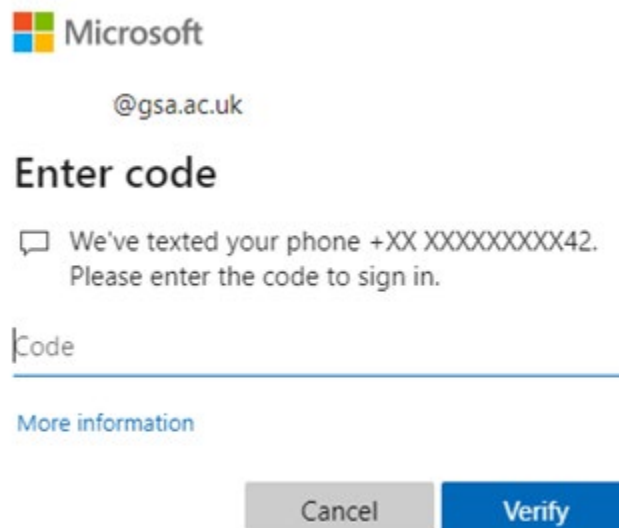 Microsoft
@gsa.ac.uk
Enter code
We've texted your phone +XX XXXXXXXXX42.
Please enter the code to sign in.
Code
More information
Cancel
Verify